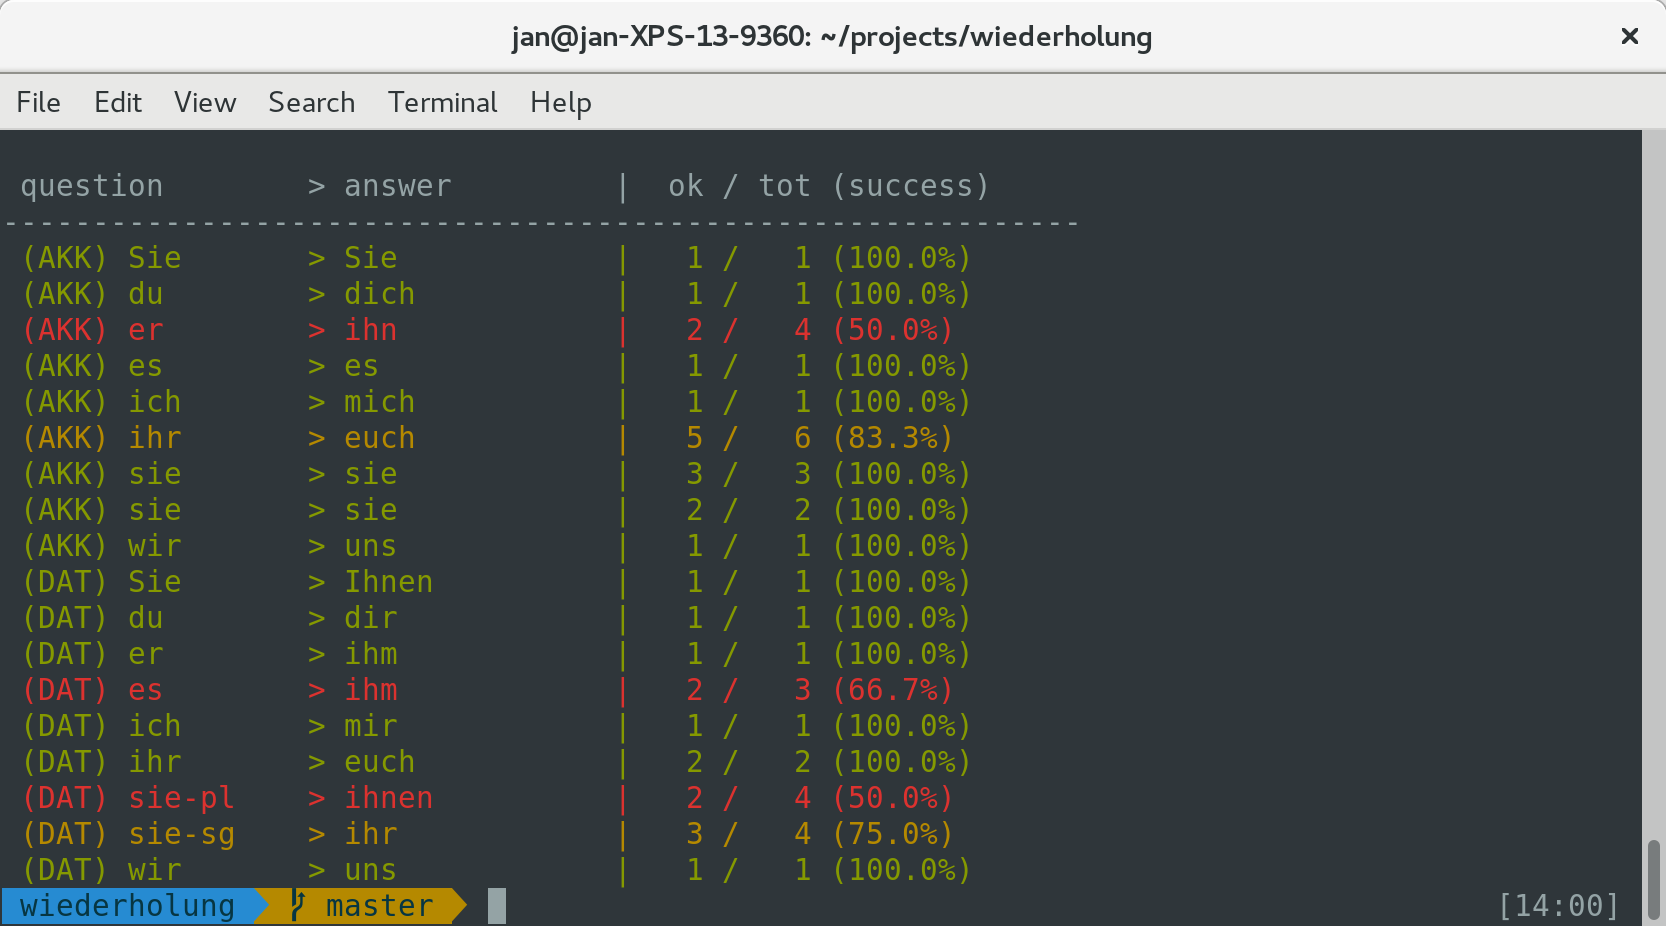 jan@jan-XPS-13-9360: ~/projects/wiederholung ×
File Edit View Search Terminal Help
question > answer | ok / tot (success)
------------------------------------------------------------
(AKK) Sie > Sie | 1 / 1 (100.0%)
(AKK) du > dich | 1 / 1 (100.0%)
(AKK) er > ihn | 2 / 4 (50.0%)
(AKK) es > es | 1 / 1 (100.0%)
(AKK) ich > mich | 1 / 1 (100.0%)
(AKK) ihr > euch | 5 / 6 (83.3%)
(AKK) sie > sie | 3 / 3 (100.0%)
(AKK) sie > sie | 2 / 2 (100.0%)
(AKK) wir > uns | 1 / 1 (100.0%)
(DAT) Sie > Ihnen | 1 / 1 (100.0%)
(DAT) du > dir | 1 / 1 (100.0%)
(DAT) er > ihm | 1 / 1 (100.0%)
(DAT) es > ihm | 2 / 3 (66.7%)
(DAT) ich > mir | 1 / 1 (100.0%)
(DAT) ihr > euch | 2 / 2 (100.0%)
(DAT) sie-pl > ihnen | 2 / 4 (50.0%)
(DAT) sie-sg > ihr | 3 / 4 (75.0%)
(DAT) wir > uns | 1 / 1 (100.0%)
wiederholung master [14:00]